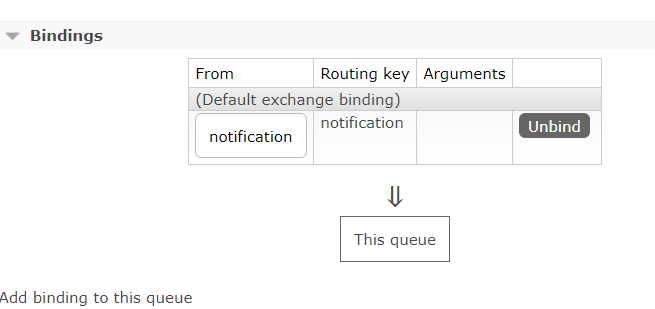 Bindings
From Routing key Arguments
(Default exchange binding)
notification notification Unbind
⇓
This queue
Add binding to this queue